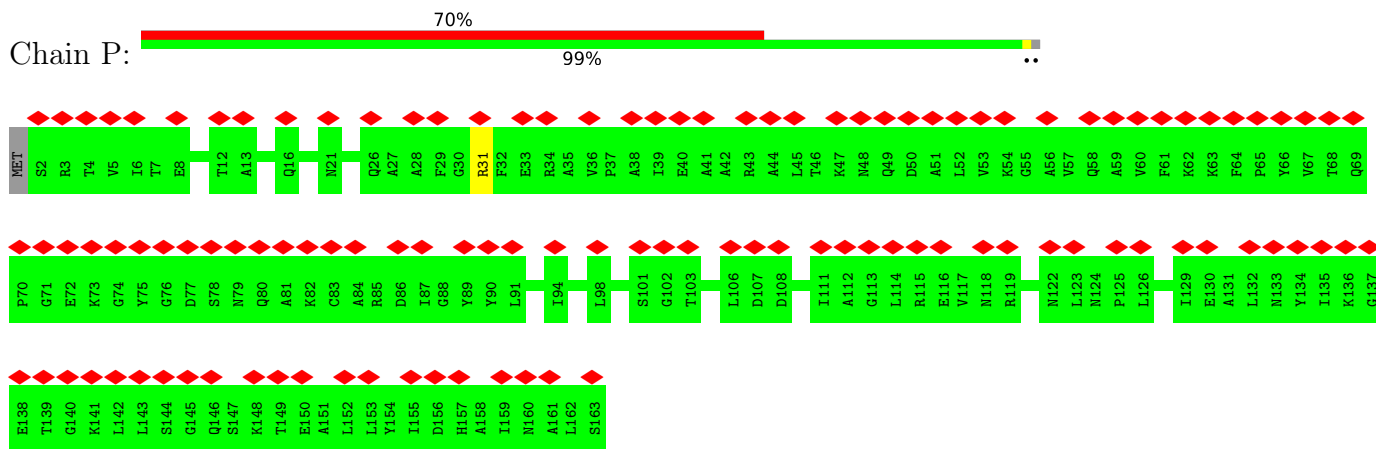 70%
Chain P:
99%
••
MET S2 R3 T4 V5 I6 T7 E8 T12 A13 Q16 N21 Q26 A27 A28 F29 G30 R31 F32 E33 R34 A35 V36 P37 A38 I39 E40 A41 A42 R43 A44 L45 T46 K47 N48 Q49 D50 A51 L52 V53 K54 G55 A56 V57 Q58 A59 V60 F61 K62 K63 F64 P65 Y66 V67 T68 Q69
P70 G71 E72 K73 G74 Y75 G76 D77 S78 N79 Q80 A81 K82 C83 A84 R85 D86 I87 G88 Y89 Y90 L91 I94 L98 S101 G102 T103 L106 D107 D108 I111 A112 G113 L114 R115 E116 V117 N118 R119 N122 L123 N124 P125 L126 I129 E130 A131 L132 N133 Y134 I135 K136 G137
E138 T139 G140 K141 L142 L143 S144 G145 Q146 S147 K148 T149 E150 A151 L152 L153 Y154 I155 D156 H157 A158 I159 N160 A161 L162 S163